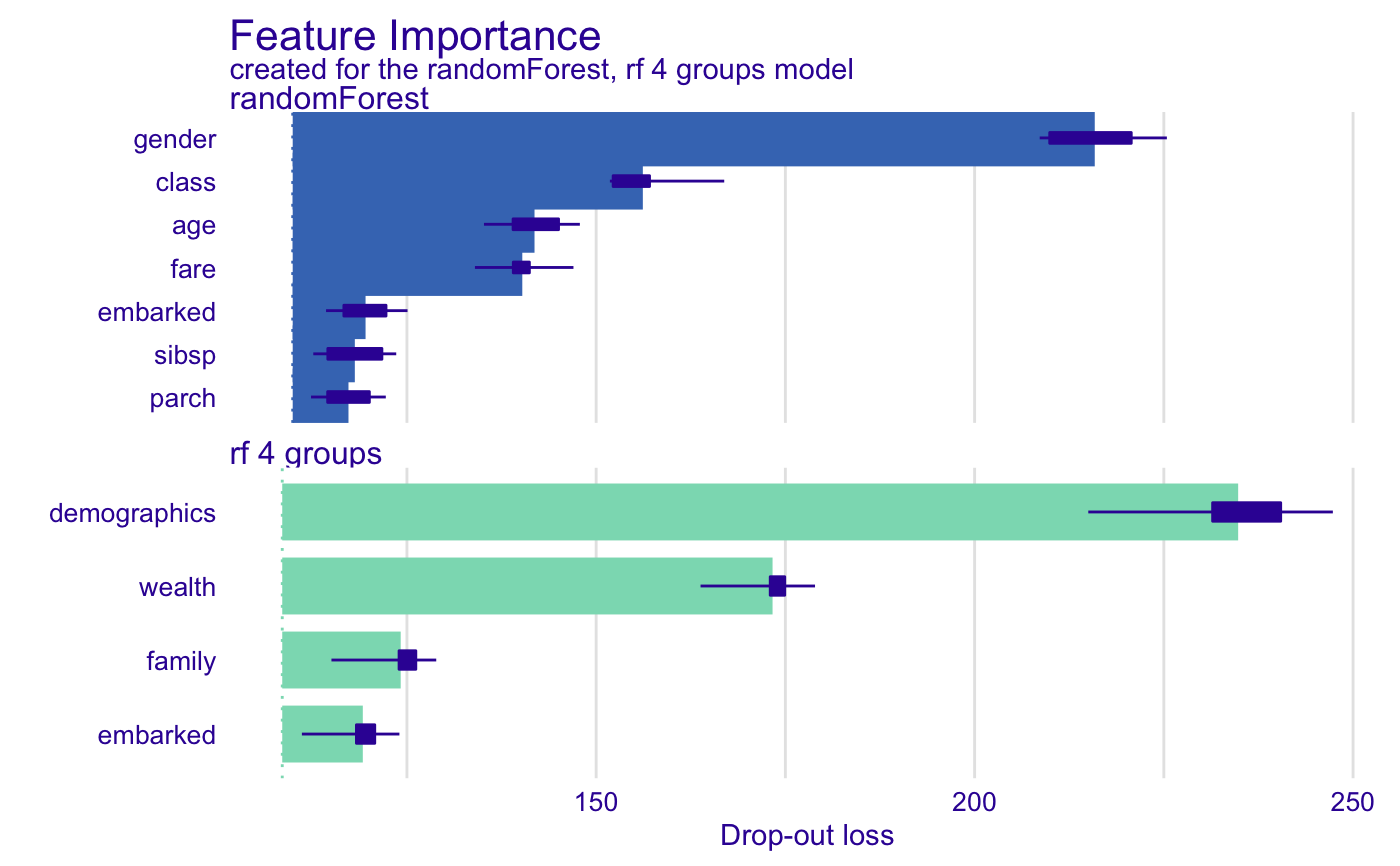 Feature Importance
created for the randomForest, rf 4 groups model
randomForest
gender
class
age
fare
embarked
sibsp
parch
rf 4 groups
demographics
wealth
family
embarked
150 200 250
Drop-out loss